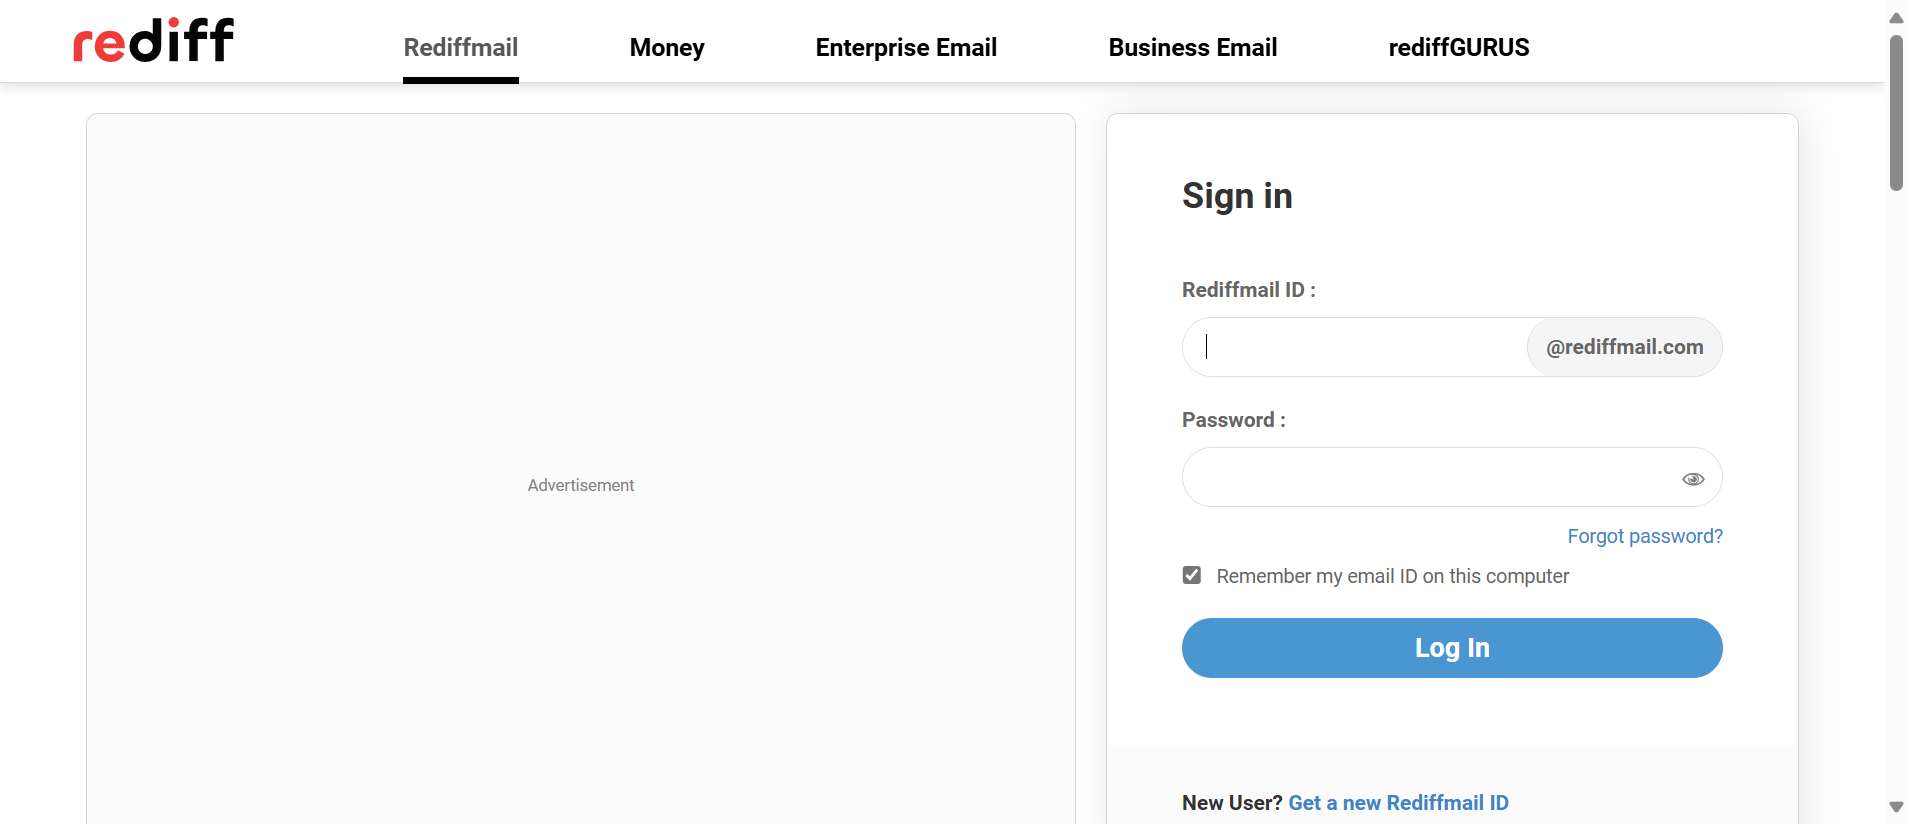 rediff
Rediffmail
Money
Enterprise Email
Business Email
rediffGURUS
Advertisement
Sign in
Rediffmail ID :
@rediffmail.com
Password :
Forgot password?
Remember my email ID on this computer
Log In
New User? Get a new Rediffmail ID